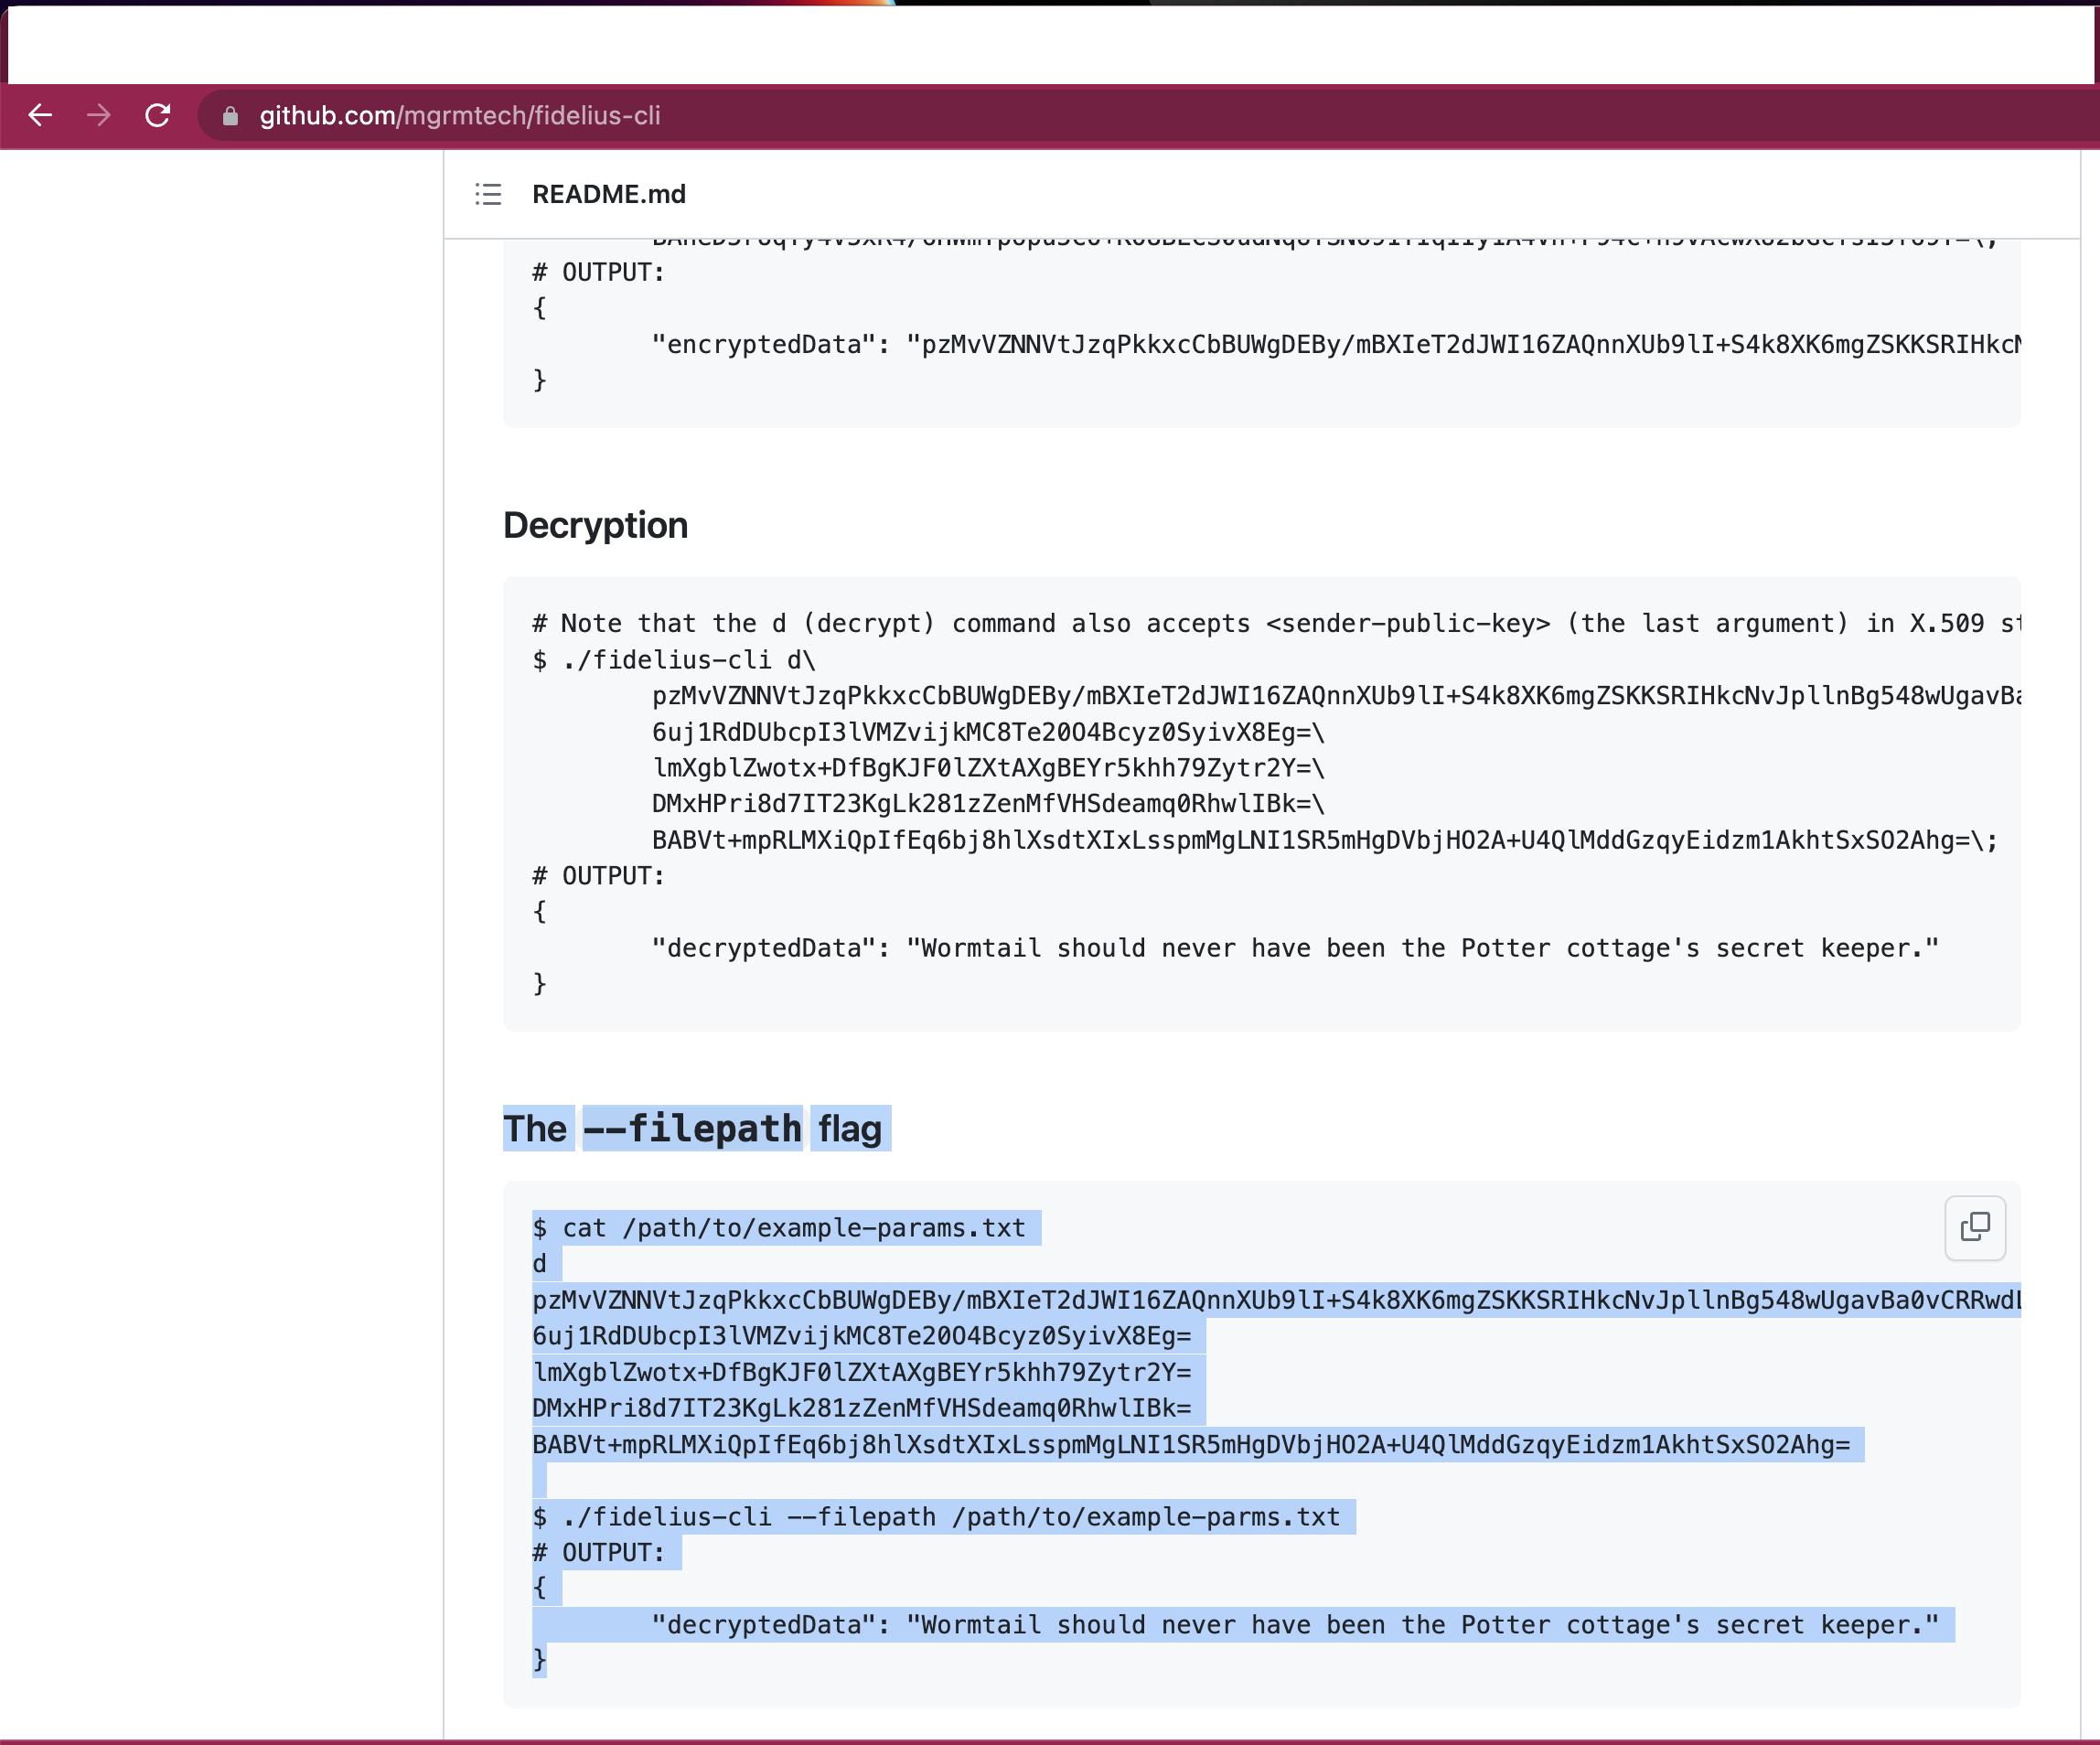 github.com/mgrmtech/fidelius-cli
README.md
# OUTPUT:
{
"encryptedData": "pzMvVZNNVtJzqPkkxcCbBUWgDEBy/mBXIeT2dJWI16ZAQnnXUb9lI+S4k8XK6mgZSKKSRIHkcN
}
Decryption
# Note that the d (decrypt) command also accepts <sender-public-key> (the last argument) in X.509 st
$ ./fidelius-cli d\
pzMvVZNNVtJzqPkkxcCbBUWgDEBy/mBXIeT2dJWI16ZAQnnXUb9lI+S4k8XK6mgZSKKSRIHkcNvJpllnBg548wUgavBa
6uj1RdDUbcpI3lVMZvijkMC8Te20O4Bcyz0SyivX8Eg=\
lmXgblZwotx+DfBgKJF0lZXtAXgBEYr5khh79Zytr2Y=\
DMxHPri8d7IT23KgLk281zZenMfVHSdeamq0RhwlIBk=\
BABVt+mpRLMXiQpIfEq6bj8hlXsdtXIxLsspmMgLNI1SR5mHgDVbjHO2A+U4QlMddGzqyEidzm1AkhtSxSO2Ahg=\;
# OUTPUT:
{
"decryptedData": "Wormtail should never have been the Potter cottage's secret keeper."
}
The --filepath flag
$ cat /path/to/example-params.txt
d
pzMvVZNNVtJzqPkkxcCbBUWgDEBy/mBXIeT2dJWI16ZAQnnXUb9lI+S4k8XK6mgZSKKSRIHkcNvJpllnBg548wUgavBa0vCRRwdL
6uj1RdDUbcpI3lVMZvijkMC8Te20O4Bcyz0SyivX8Eg=
lmXgblZwotx+DfBgKJF0lZXtAXgBEYr5khh79Zytr2Y=
DMxHPri8d7IT23KgLk281zZenMfVHSdeamq0RhwlIBk=
BABVt+mpRLMXiQpIfEq6bj8hlXsdtXIxLsspmMgLNI1SR5mHgDVbjHO2A+U4QlMddGzqyEidzm1AkhtSxSO2Ahg=
$ ./fidelius-cli --filepath /path/to/example-parms.txt
# OUTPUT:
{
"decryptedData": "Wormtail should never have been the Potter cottage's secret keeper."
}